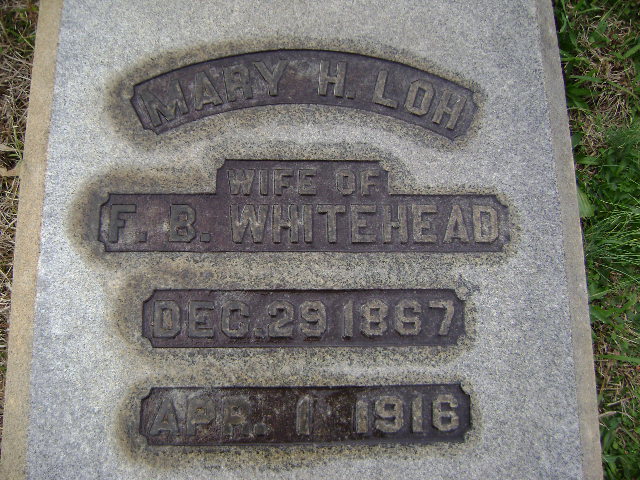 MARY H. LOH
WIFE OF
F. B. WHITEHEAD
DEC. 29 1867
APR. 1 1916